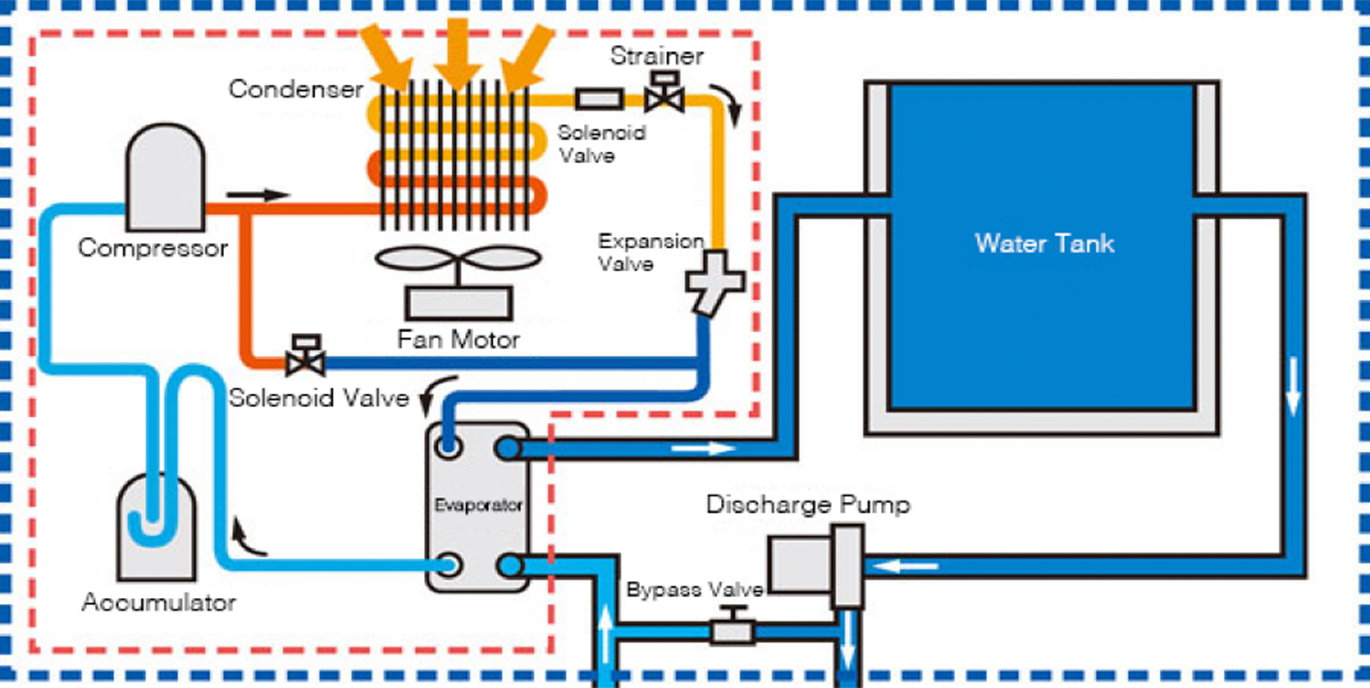 Strainer
Condenser
Solenoid
Valve
Compressor
Expansion
Valve
Water Tank
Fan Motor
Solenoid Valve
Evaporator
Discharge Pump
Bypass Valve
Accumulator